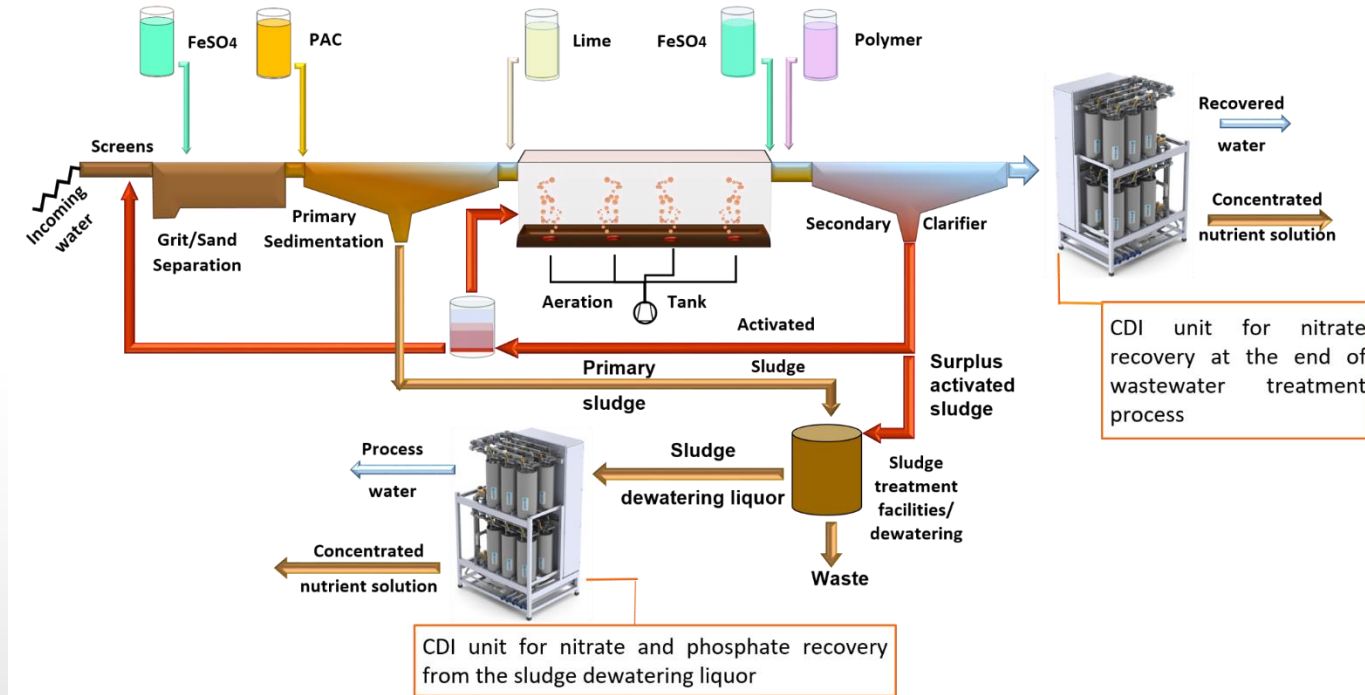 FeSO4
PAC
Lime
FeSO4
Polymer
Screens
Incoming
water
Grit/Sand
Separation
Primary
Sedimentation
Aeration Tank
Secondary Clarifier
Recovered
water
Concentrated
nutrient solution
CDI unit for nitrate
recovery at the end of
wastewater treatment
process
Activated
Sludge
Primary
sludge
Surplus
activated
sludge
Process
water
Sludge
dewatering liquor
Sludge
treatment
facilities/
dewatering
Concentrated
nutrient solution
Waste
CDI unit for nitrate and phosphate recovery
from the sludge dewatering liquor